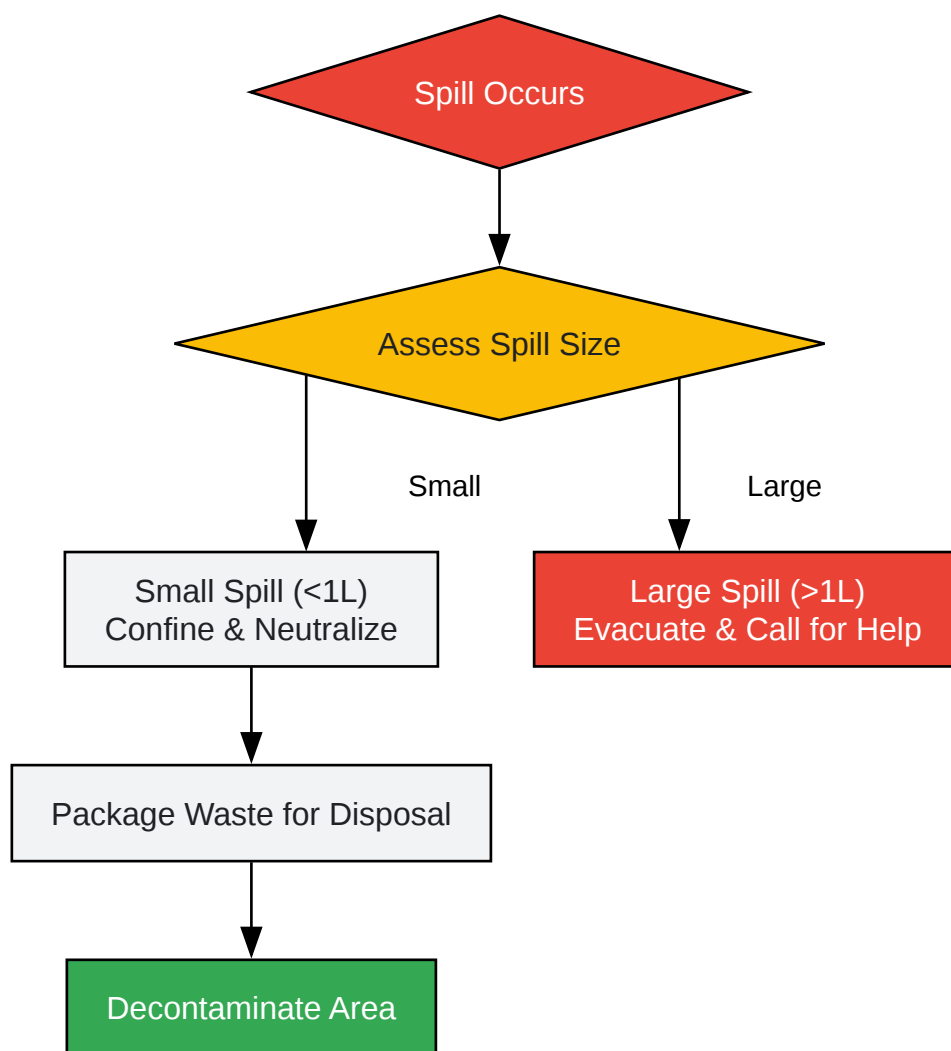 Spill Occurs
Assess Spill Size
Small
Large
Small Spill (<1L)
Confine & Neutralize
Large Spill (>1L)
Evacuate & Call for Help
Package Waste for Disposal
Decontaminate Area